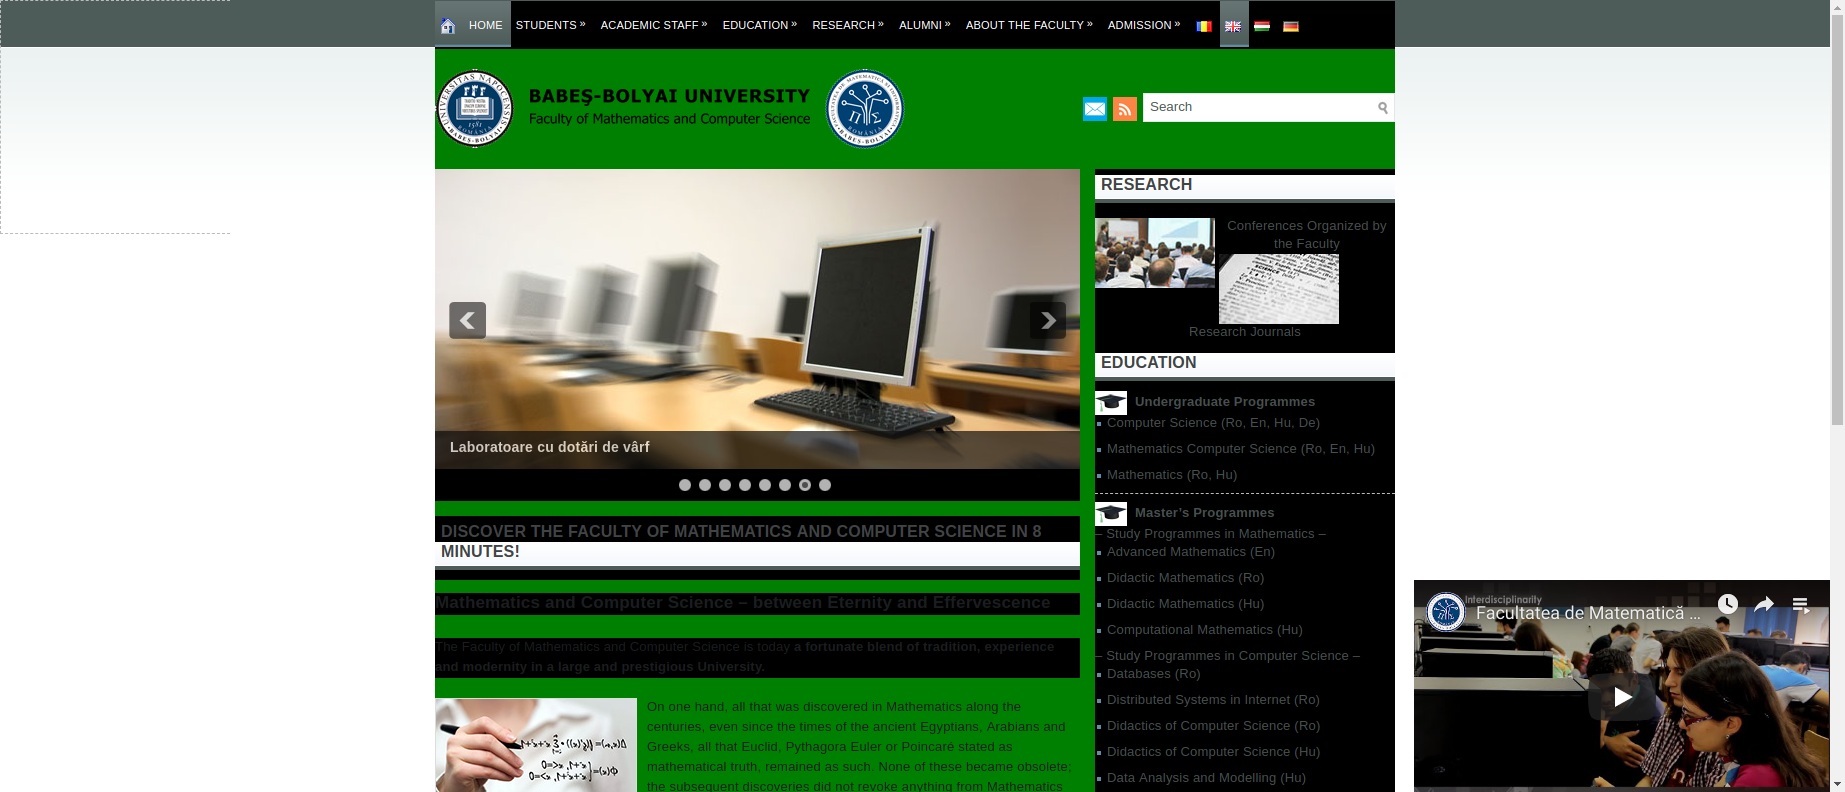 HOME STUDENTS » ACADEMIC STAFF » EDUCATION » RESEARCH » ALUMNI » ABOUT THE FACULTY » ADMISSION »
BABEŞ-BOLYAI UNIVERSITY
Faculty of Mathematics and Computer Science
Search
Laboratoare cu dotări de vârf
DISCOVER THE FACULTY OF MATHEMATICS AND COMPUTER SCIENCE IN 8
MINUTES!
Mathematics and Computer Science – between Eternity and Effervescence
The Faculty of Mathematics and Computer Science is today a fortunate blend of tradition, experience
and modernity in a large and prestigious University.
On one hand, all that was discovered in Mathematics along the
centuries, even since the times of the ancient Egyptians, Arabians and
Greeks, all that Euclid, Pythagora Euler or Poincaré stated as
mathematical truth, remained as such. None of these became obsolete;
the subsequent discoveries did not revoke anything from Mathematics
RESEARCH
Conferences Organized by
the Faculty
Research Journals
EDUCATION
Undergraduate Programmes
Computer Science (Ro, En, Hu, De)
Mathematics Computer Science (Ro, En, Hu)
Mathematics (Ro, Hu)
Master’s Programmes
– Study Programmes in Mathematics –
Advanced Mathematics (En)
Didactic Mathematics (Ro)
Didactic Mathematics (Hu)
Computational Mathematics (Hu)
– Study Programmes in Computer Science –
Databases (Ro)
Distributed Systems in Internet (Ro)
Didactics of Computer Science (Ro)
Didactics of Computer Science (Hu)
Data Analysis and Modelling (Hu)
Interdisciplinarily
Facultatea de Matematică ...